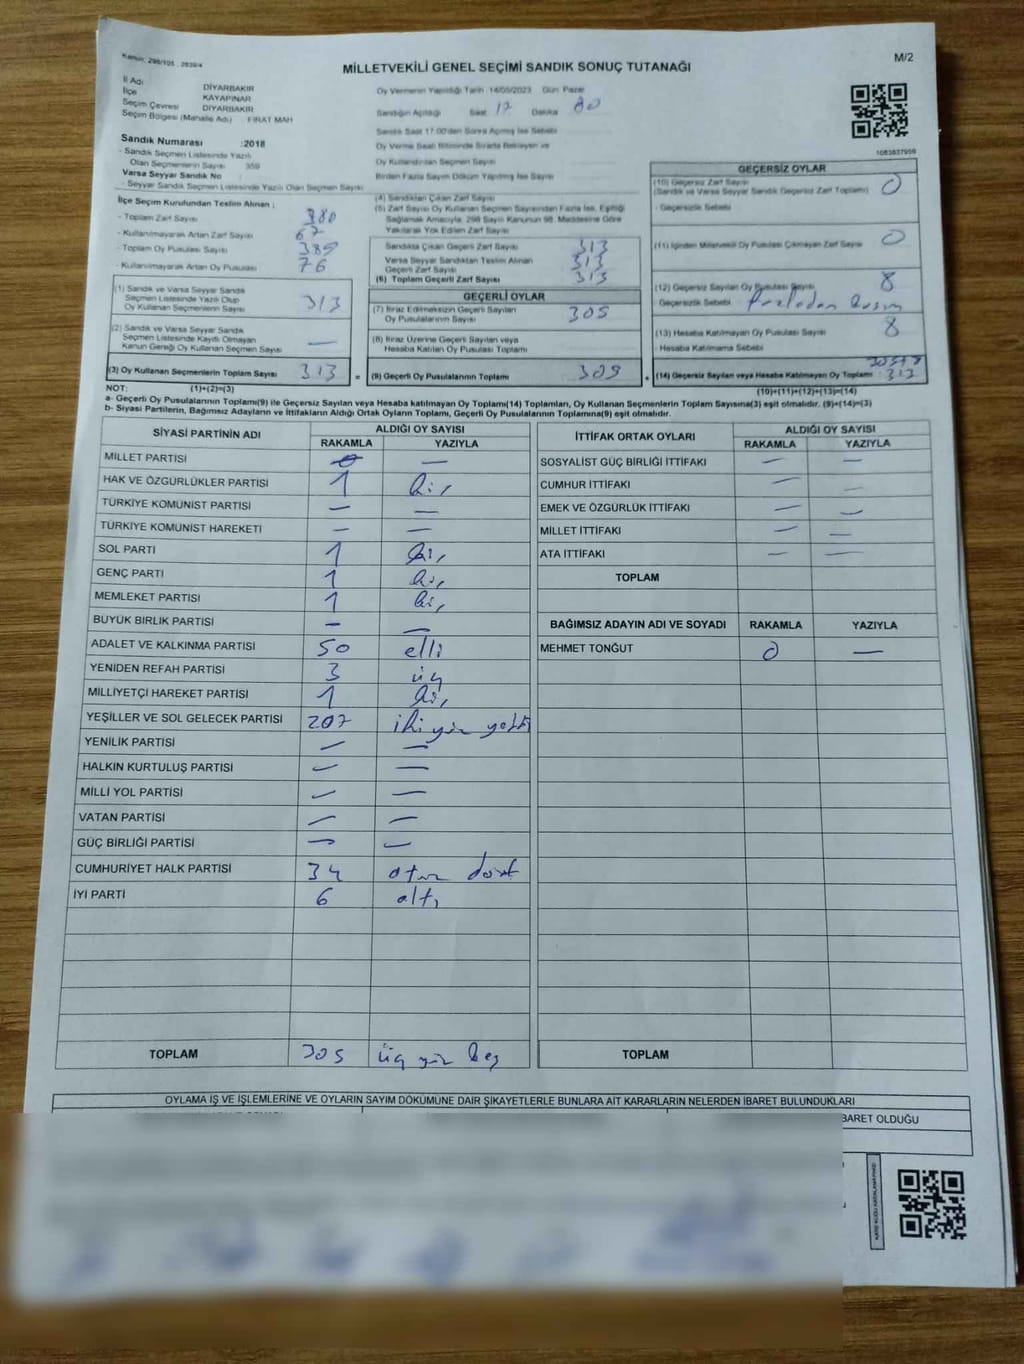 Kanun: 298/105 , 2839/4
M/2
MİLLETVEKİLİ GENEL SEÇİMİ SANDIK SONUÇ TUTANAĞI
İl Adı DİYARBAKIR
İlçe KAYAPINAR
Seçim Çevresi DİYARBAKIR
Seçim Bölgesi (Mahalle Adı) FIRAT MAH
Oy Vermenin Yapıldığı Tarih :14/05/2023 Gün: Pazar
Sandığın Açıldığı Saat 17 Dakika
Sandık Saat 17:00'den Sonra Açılmış İse Sebebi
Oy Verme Saati Bitiminde Sırada Bekleyen ve
Oy Kullandırılan Seçmen Sayısı
Birden Fazla Sayım Dökum Yapılmış İse Sayısı
1083837959
Sandık Numarası :2018
- Sandık Seçmen Listesinde Yazılı
Olan Seçmenlerin Sayısı 359
Varsa Seyyar Sandık No
- Seyyar Sandık Seçmen Listesinde Yazılı Olan Seçmen Sayısı
İlçe Seçim Kurulundan Teslim Alınan ;
- Toplam Zarf Sayısı 380
- Kullanılmayarak Artan Zarf Sayısı 67
- Toplam Oy Pusulası Sayısı 389
- Kullanılmayarak Artan Oy Pusulası 76
(1) Sandık ve Varsa Seyyar Sandık
Seçmen Listesinde Yazılı Olup
Oy Kullanan Seçmenlerin Sayısı 313
(2) Sandık ve Varsa Seyyar Sandık
Seçmen Listesinde Kayıtlı Olmayan
Kanun Gereği Oy Kullanan Seçmen Sayısı —
(3) Oy Kullanan Seçmenlerin Toplam Sayısı 313 =
(4) Sandıktan Çıkan Zarf Sayısı
(5) Zarf Sayısı Oy Kullanan Seçmen Sayısından Fazla İse, Eşitliği
Sağlamak Amacıyla, 298 Sayılı Kanunun 98. Maddesine Göre
Yakılarak Yok Edilen Zarf Sayısı
Sandıkta Çıkan Geçerli Zarf Sayısı 313
Varsa Seyyar Sandıktan Teslim Alınan
Geçerli Zarf Sayısı 313
(6) Toplam Geçerli Zarf Sayısı 313
GEÇERLİ OYLAR
(7) İtiraz Edilmeksizin Geçerli Sayılan
Oy Pusulalarının Sayısı 305
(8) İtiraz Üzerine Geçerli Sayılan veya
Hesaba Katılan Oy Pusulası Toplamı
(9) Geçerli Oy Pusulalarının Toplamı 305 +
GEÇERSİZ OYLAR
(10) Geçersiz Zarf Sayısı 0
(Sandık ve Varsa Seyyar Sandık Geçersiz Zarf Toplamı)
- Geçersizlik Sebebi
(11) İçinden Milletvekili Oy Pusulası Çıkmayan Zarf Sayısı 0
(12) Geçersiz Sayılan Oy Pusulası Sayısı 8
Geçersizlik Sebebi Fazladan basım
(13) Hesaba Katılmayan Oy Pusulası Sayısı 8
- Hesaba Katılmama Sebebi
305+8
(14) Geçersiz Sayılan veya Hesaba Katılmayan Oy Toplamı : 313
NOT: (1)+(2)=(3) (10)+(11)+(12)+(13)=(14)
a- Geçerli Oy Pusulalarının Toplamı(9) ile Geçersiz Sayılan veya Hesaba katılmayan Oy Toplamı(14) Toplamları, Oy Kullanan Seçmenlerin Toplam Sayısına(3) eşit olmalıdır. (9)+(14)=(3)
b- Siyasi Partilerin, Bağımsız Adayların ve İttifakların Aldığı Ortak Oyların Toplamı, Geçerli Oy Pusulalarının Toplamına(9) eşit olmalıdır.
SİYASİ PARTİNİN ADI ALDIĞI OY SAYISI
RAKAMLA YAZIYLA
MİLLET PARTİSİ —
HAK VE ÖZGÜRLÜKLER PARTİSİ 1 bir
TÜRKİYE KOMÜNİST PARTİSİ — —
TÜRKİYE KOMÜNİST HAREKETİ — —
SOL PARTİ 1 bir
GENÇ PARTİ 1 bir
MEMLEKET PARTİSİ 1 bir
BÜYÜK BİRLİK PARTİSİ — —
ADALET VE KALKINMA PARTİSİ 50 elli
YENİDEN REFAH PARTİSİ 3 üç
MİLLİYETÇİ HAREKET PARTİSİ 1 bir
YEŞİLLER VE SOL GELECEK PARTİSİ 207 iki yüz yedi
YENİLİK PARTİSİ — —
HALKIN KURTULUŞ PARTİSİ — —
MİLLİ YOL PARTİSİ — —
VATAN PARTİSİ — —
GÜÇ BİRLİĞİ PARTİSİ — —
CUMHURİYET HALK PARTİSİ 34 otuz dört
İYİ PARTİ 6 altı
TOPLAM 305 üç yüz beş
İTTİFAK ORTAK OYLARI ALDIĞI OY SAYISI
RAKAMLA YAZIYLA
SOSYALİST GÜÇ BİRLİĞİ İTTİFAKI — —
CUMHUR İTTİFAKI — —
EMEK VE ÖZGÜRLÜK İTTİFAKI — —
MİLLET İTTİFAKI — —
ATA İTTİFAKI — —
TOPLAM
BAĞIMSIZ ADAYIN ADI VE SOYADI RAKAMLA YAZIYLA
MEHMET TONĞUT 0 —
TOPLAM
OYLAMA İŞ VE İŞLEMLERİNE VE OYLARIN SAYIM DÖKÜMÜNE DAİR ŞİKAYETLERLE BUNLARA AİT KARARLARIN NELERDEN İBARET BULUNDUKLARI
BARET OLDUĞU